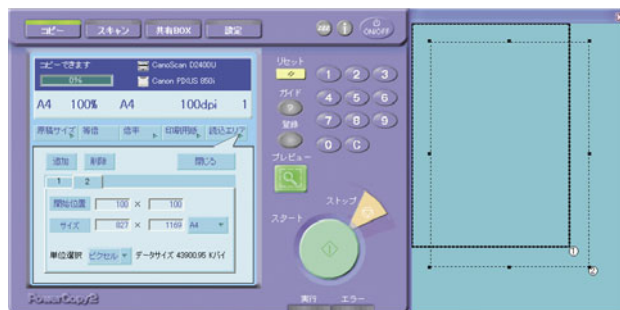 コピー スキャン 共有BOX 設定 ON/OFF
コピーできます CanoScan D2400U
0% Canon PIXUS 950i
A4 100% A4 100dpi 1
原稿サイズ 等倍 倍率 印刷用紙 読込エリア
追加 削除 閉じる
1 2
開始位置 100 × 100
サイズ 827 × 1169 A4
単位選択 ピクセル データサイズ 43900.95 Kバイ
PowerCopy2
リセット
1 2 3
ガイド
4 5 6
登録
7 8 9
0 C
プレビュー
ストップ
スタート
実行 エラー
1
2